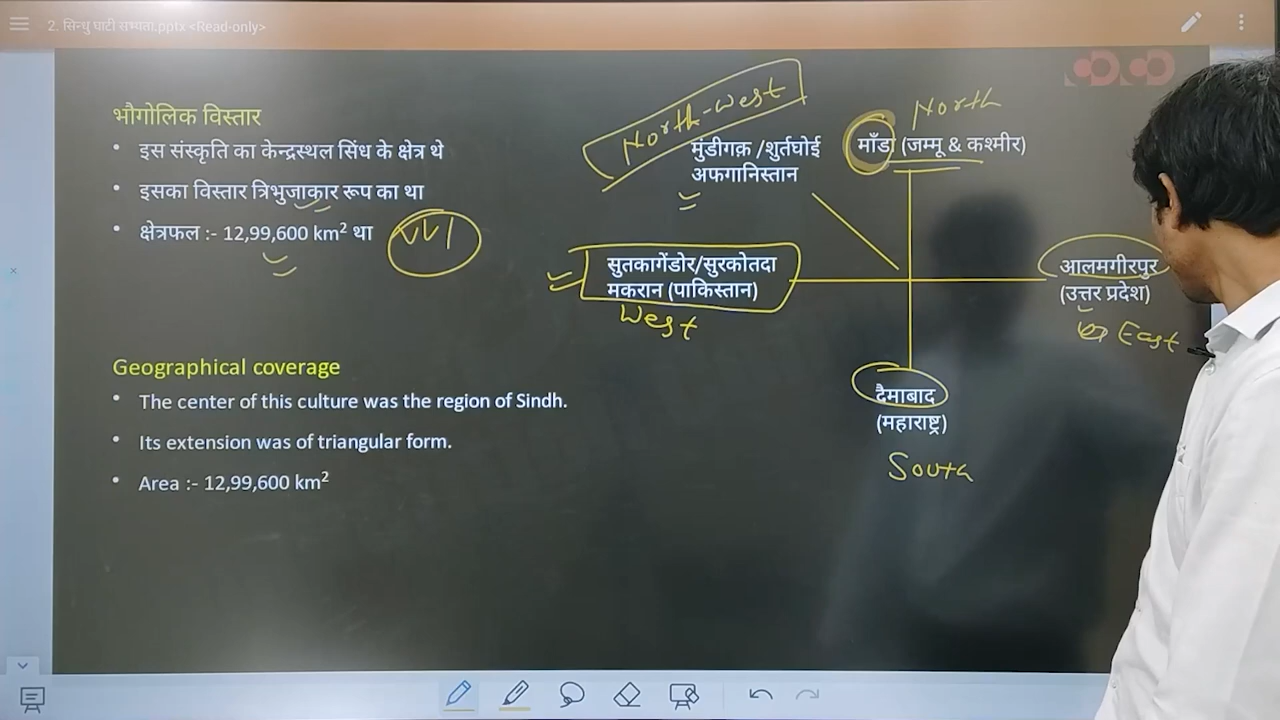 2. सिन्धु घाटी सभ्यता.pptx <Read-only>
भौगोलिक विस्तार
इस संस्कृति का केन्द्रस्थल सिंध के क्षेत्र थे
इसका विस्तार त्रिभुजाकार रूप का था
क्षेत्रफल :- 12,99,600 km² था
VVI
North-West
मुंडीगक़ /शुर्तघोई
अफगानिस्तान
North
माँडा (जम्मू & कश्मीर)
सुतकागेंडोर/सुरकोतदा
मकरान (पाकिस्तान)
West
आलमगीरपुर
(उत्तर प्रदेश)
East
दैमाबाद
(महाराष्ट्र)
South
Geographical coverage
The center of this culture was the region of Sindh.
Its extension was of triangular form.
Area :- 12,99,600 km²